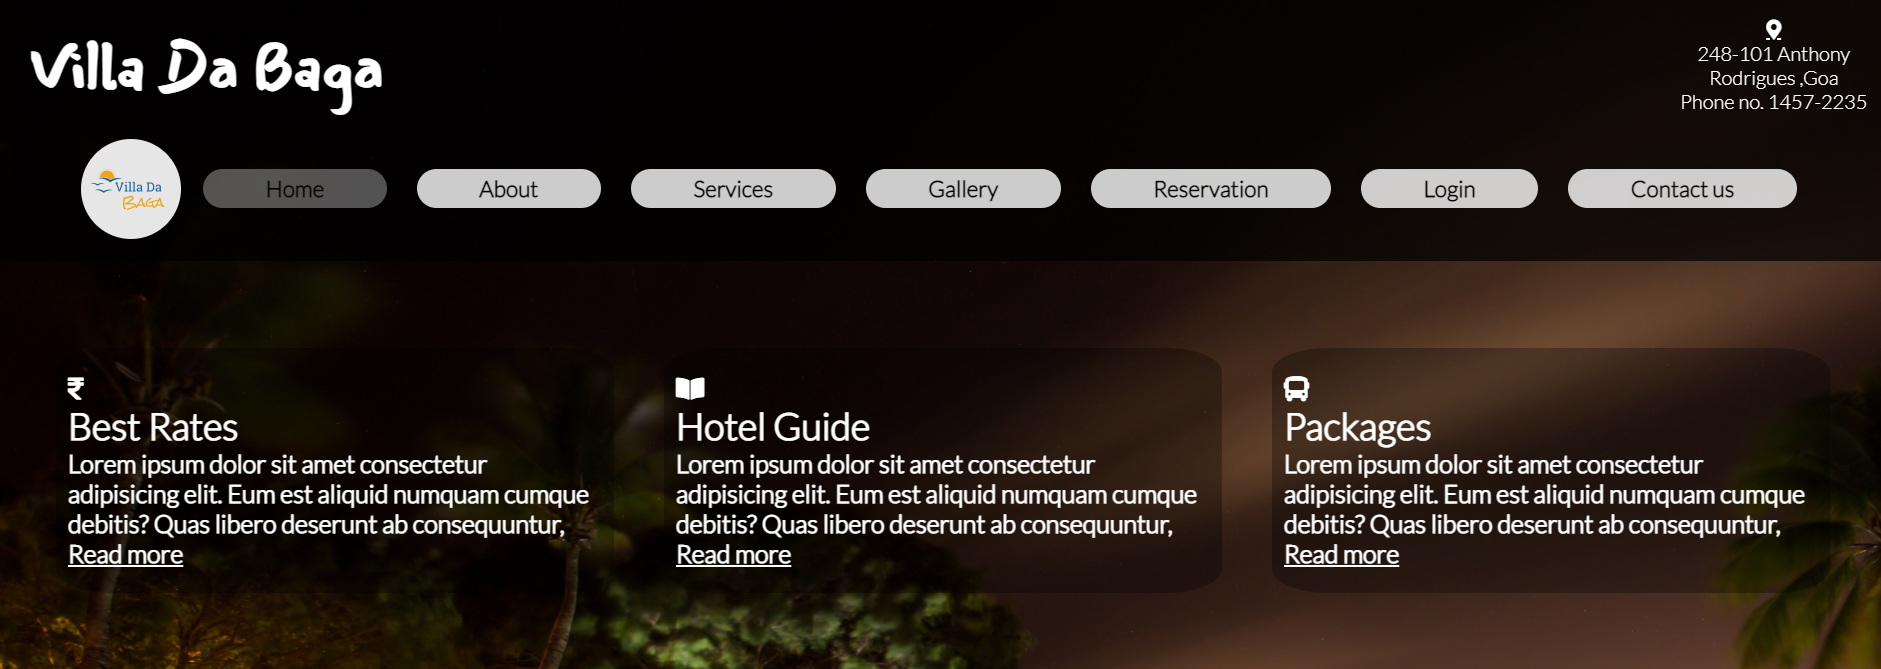 Villa Da Baga
248-101 Anthony
Rodrigues ,Goa
Phone no. 1457-2235
Villa Da
BAGA
Home
About
Services
Gallery
Reservation
Login
Contact us
Best Rates
Lorem ipsum dolor sit amet consectetur
adipisicing elit. Eum est aliquid numquam cumque
debitis? Quas libero deserunt ab consequuntur,
Read more
Hotel Guide
Lorem ipsum dolor sit amet consectetur
adipisicing elit. Eum est aliquid numquam cumque
debitis? Quas libero deserunt ab consequuntur,
Read more
Packages
Lorem ipsum dolor sit amet consectetur
adipisicing elit. Eum est aliquid numquam cumque
debitis? Quas libero deserunt ab consequuntur,
Read more